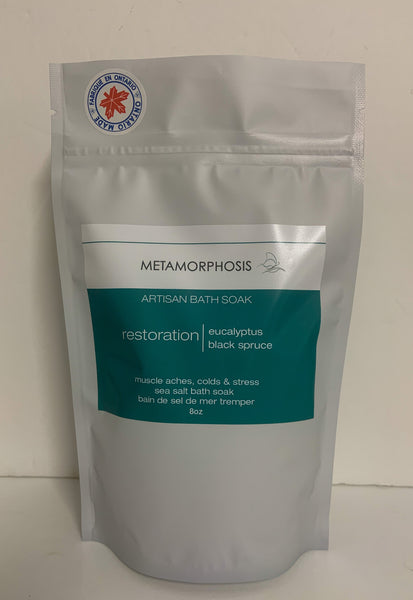 FABRIQUÉ EN ONTARIO
ONTARIO MADE
METAMORPHOSIS
ARTISAN BATH SOAK
restoration
eucalyptus
black spruce
muscle aches, colds & stress
sea salt bath soak
bain de sel de mer tremper
8oz